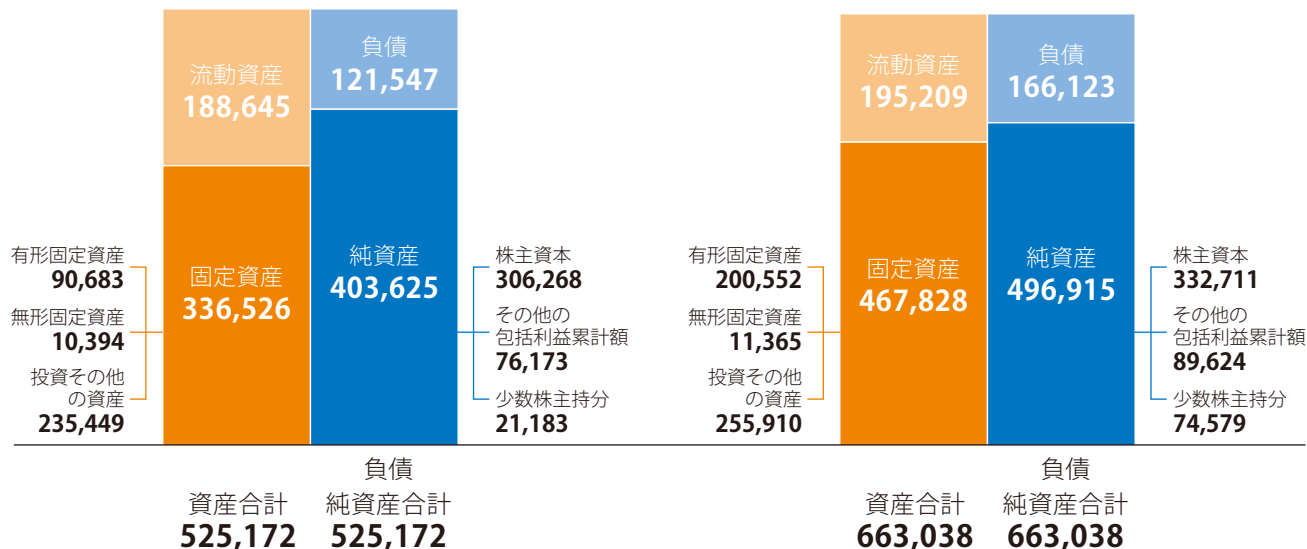 流動資産
188,645
負債
121,547
有形固定資産
90,683
無形固定資産
10,394
投資その他
の資産
235,449
固定資産
336,526
純資産
403,625
株主資本
306,268
その他の
包括利益累計額
76,173
少数株主持分
21,183
資産合計
525,172
負債
純資産合計
525,172
流動資産
195,209
負債
166,123
有形固定資産
200,552
無形固定資産
11,365
投資その他
の資産
255,910
固定資産
467,828
純資産
496,915
株主資本
332,711
その他の
包括利益累計額
89,624
少数株主持分
74,579
資産合計
663,038
負債
純資産合計
663,038